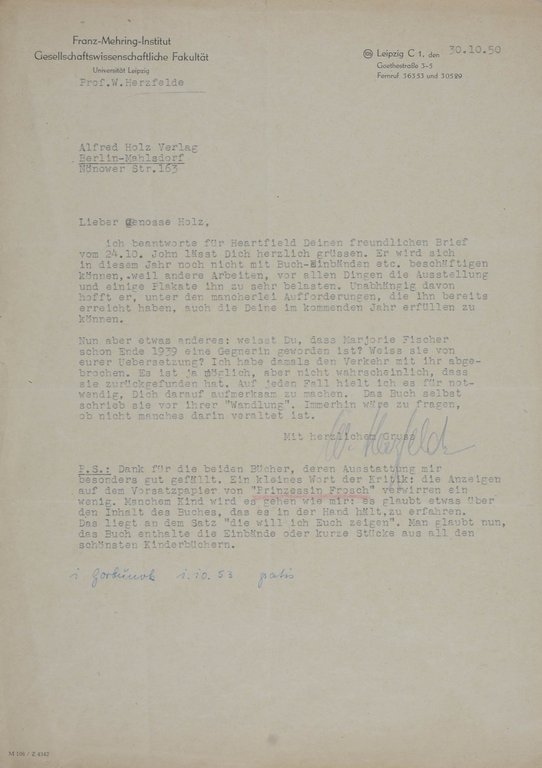 Franz-Mehring-Institut
Gesellschaftswissenschaftliche Fakultät
Universität Leipzig
Prof.W.Herzfelde
Leipzig C 1, den 30.10.50
Goethestraße 3-5
Fernruf 36553 und 30529
Alfred Holz Verlag
Berlin-Mahlsdorf
Hönower Str.163
Lieber Genosse Holz,
ich beantworte für Heartfield Deinen freundlichen Brief
vom 24.10. John lässt Dich herzlich grüssen. Er wird sich
in diesem Jahr noch nicht mit Buch-Einbänden etc. beschäftigen
können, weil andere Arbeiten, vor allen Dingen die Ausstellung
und einige Plakate ihn zu sehr belasten. Unabhängig davon
hofft er, unter den mancherlei Aufforderungen, die ihn bereits
erreicht haben, auch die Deine im kommenden Jahr erfüllen zu
können.
Nun aber etwas anderes: weisst Du, dass Marjorie Fischer
schon Ende 1939 eine Gegnerin geworden ist? Weiss sie von
eurer Uebersetzung? Ich habe damals den Verkehr mit ihr abge-
brochen. Es ist ja möglich, aber nicht wahrscheinlich, dass
sie zurückgefunden hat. Auf jeden Fall hielt ich es für not-
wendig, Dich darauf aufmerksam zu machen. Das Buch selbst
schrieb sie vor ihrer "Wandlung". Immerhin wäre zu fragen,
ob nicht manches darin veraltet ist.
Mit herzlichen Gruss
W. Herzfelde
P.S.: Dank für die beiden Bücher, deren Ausstattung mir
besonders gut gefällt. Ein kleines Wort der Kritik: die Anzeigen
auf dem Vorsatzpapier von "Prinzessin Frosch" verwirren ein
wenig. Manchem Kind wird es gehen wie mir: es glaubt etwas über
den Inhalt des Buches, das es in der Hand hält,zu erfahren.
Das liegt an dem Satz "die will ich Euch zeigen". Man glaubt nun,
das Buch enthalte die Einbände oder kurze Stücke aus all den
schönsten Kinderbüchern.
1.10.53
M 106 / Z 4342